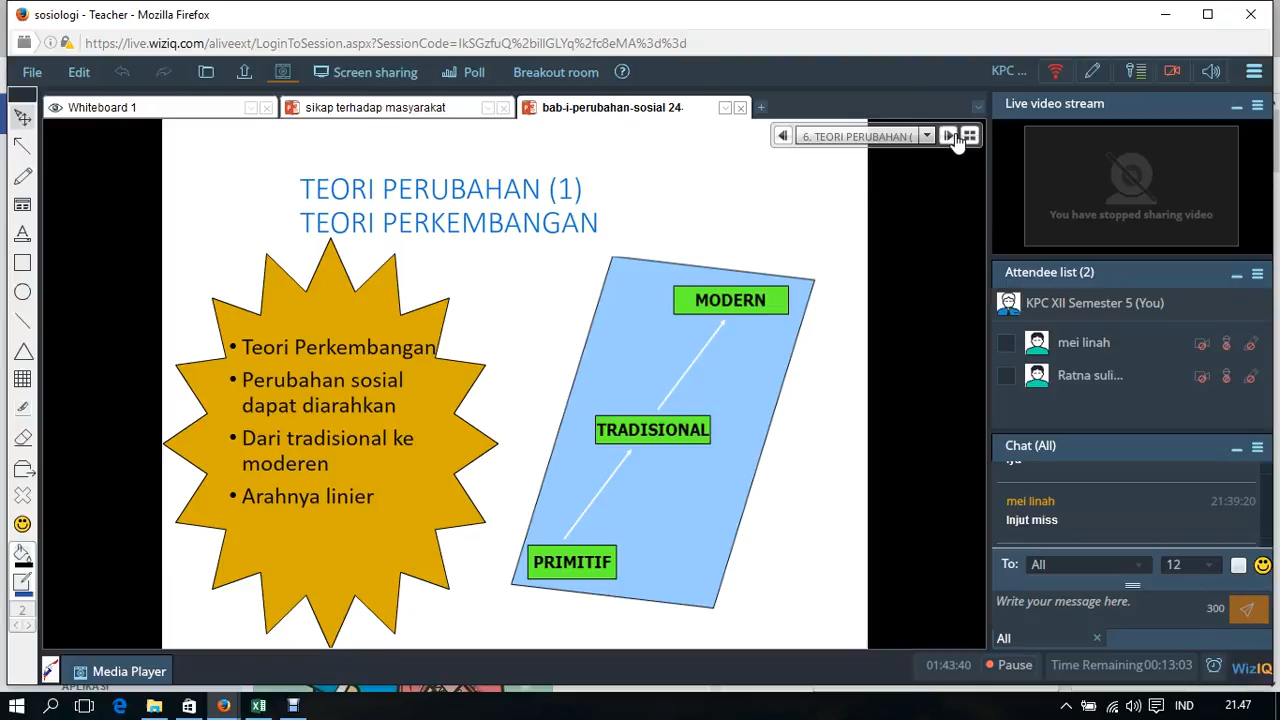 sosiologi - Teacher - Mozilla Firefox
https://live.wiziq.com/aliveext/LoginToSession.aspx?SessionCode=IkSGzfuQ%2billGLYq%2fc8eMA%3d%3d
File Edit Screen sharing Poll Breakout room KPC ...
Whiteboard 1 sikap terhadap masyarakat bab-i-perubahan-sosial 24-
6. TEORI PERUBAHAN (
TEORI PERUBAHAN (1)
TEORI PERKEMBANGAN
• Teori Perkembangan
• Perubahan sosial
dapat diarahkan
• Dari tradisional ke
moderen
• Arahnya linier
MODERN
TRADISIONAL
PRIMITIF
Live video stream
You have stopped sharing video
Attendee list (2)
KPC XII Semester 5 (You)
mei linah
Ratna suli...
Chat (All)
mei linah 21:39:20
Injut miss
To: All 12
Write your message here. 300
All
2
Media Player
01:43:40 Pause Time Remaining 00:13:03 WizIQ
APLIKASI
IND 21.47